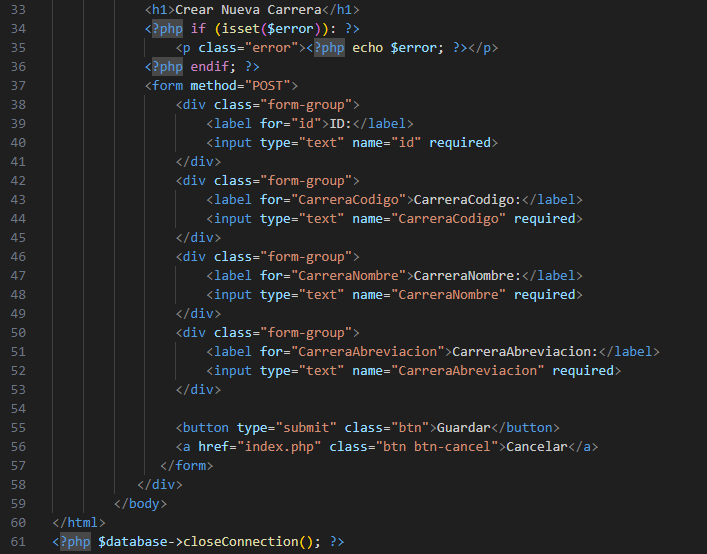 33 <h1>Crear Nueva Carrera</h1>
34 <?php if (isset($error)): ?>
35 <p class="error"><?php echo $error; ?></p>
36 <?php endif; ?>
37 <form method="POST">
38 <div class="form-group">
39 <label for="id">ID:</label>
40 <input type="text" name="id" required>
41 </div>
42 <div class="form-group">
43 <label for="CarreraCodigo">CarreraCodigo:</label>
44 <input type="text" name="CarreraCodigo" required>
45 </div>
46 <div class="form-group">
47 <label for="CarreraNombre">CarreraNombre:</label>
48 <input type="text" name="CarreraNombre" required>
49 </div>
50 <div class="form-group">
51 <label for="CarreraAbreviacion">CarreraAbreviacion:</label>
52 <input type="text" name="CarreraAbreviacion" required>
53 </div>
54
55 <button type="submit" class="btn">Guardar</button>
56 <a href="index.php" class="btn btn-cancel">Cancelar</a>
57 </form>
58 </div>
59 </body>
60 </html>
61 <?php $database->closeConnection(); ?>